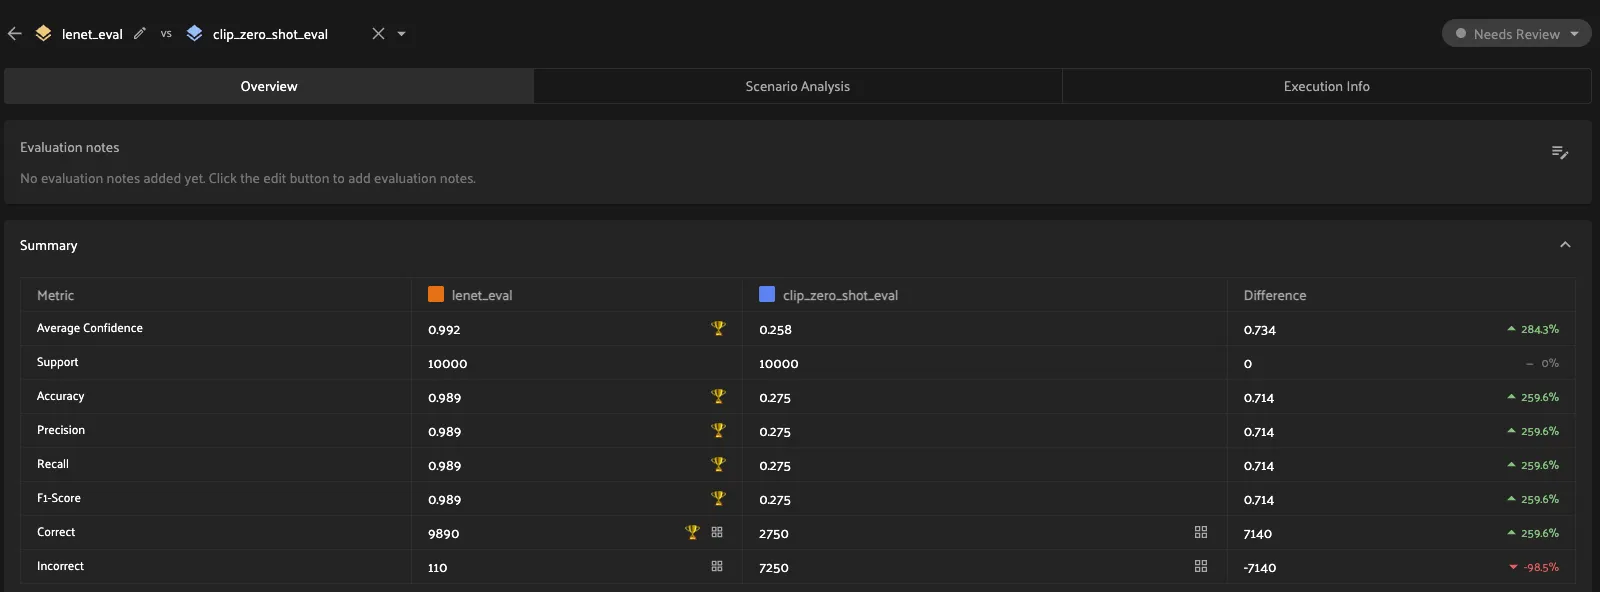 lenet_eval vs clip_zero_shot_eval Needs Review
Overview Scenario Analysis Execution Info
Evaluation notes
No evaluation notes added yet. Click the edit button to add evaluation notes.
Summary
Metric lenet_eval clip_zero_shot_eval Difference
Average Confidence 0.992 0.258 0.734 284.3%
Support 10000 10000 0 – 0%
Accuracy 0.989 0.275 0.714 259.6%
Precision 0.989 0.275 0.714 259.6%
Recall 0.989 0.275 0.714 259.6%
F1-Score 0.989 0.275 0.714 259.6%
Correct 9890 2750 7140 259.6%
Incorrect 110 7250 -7140 -98.5%